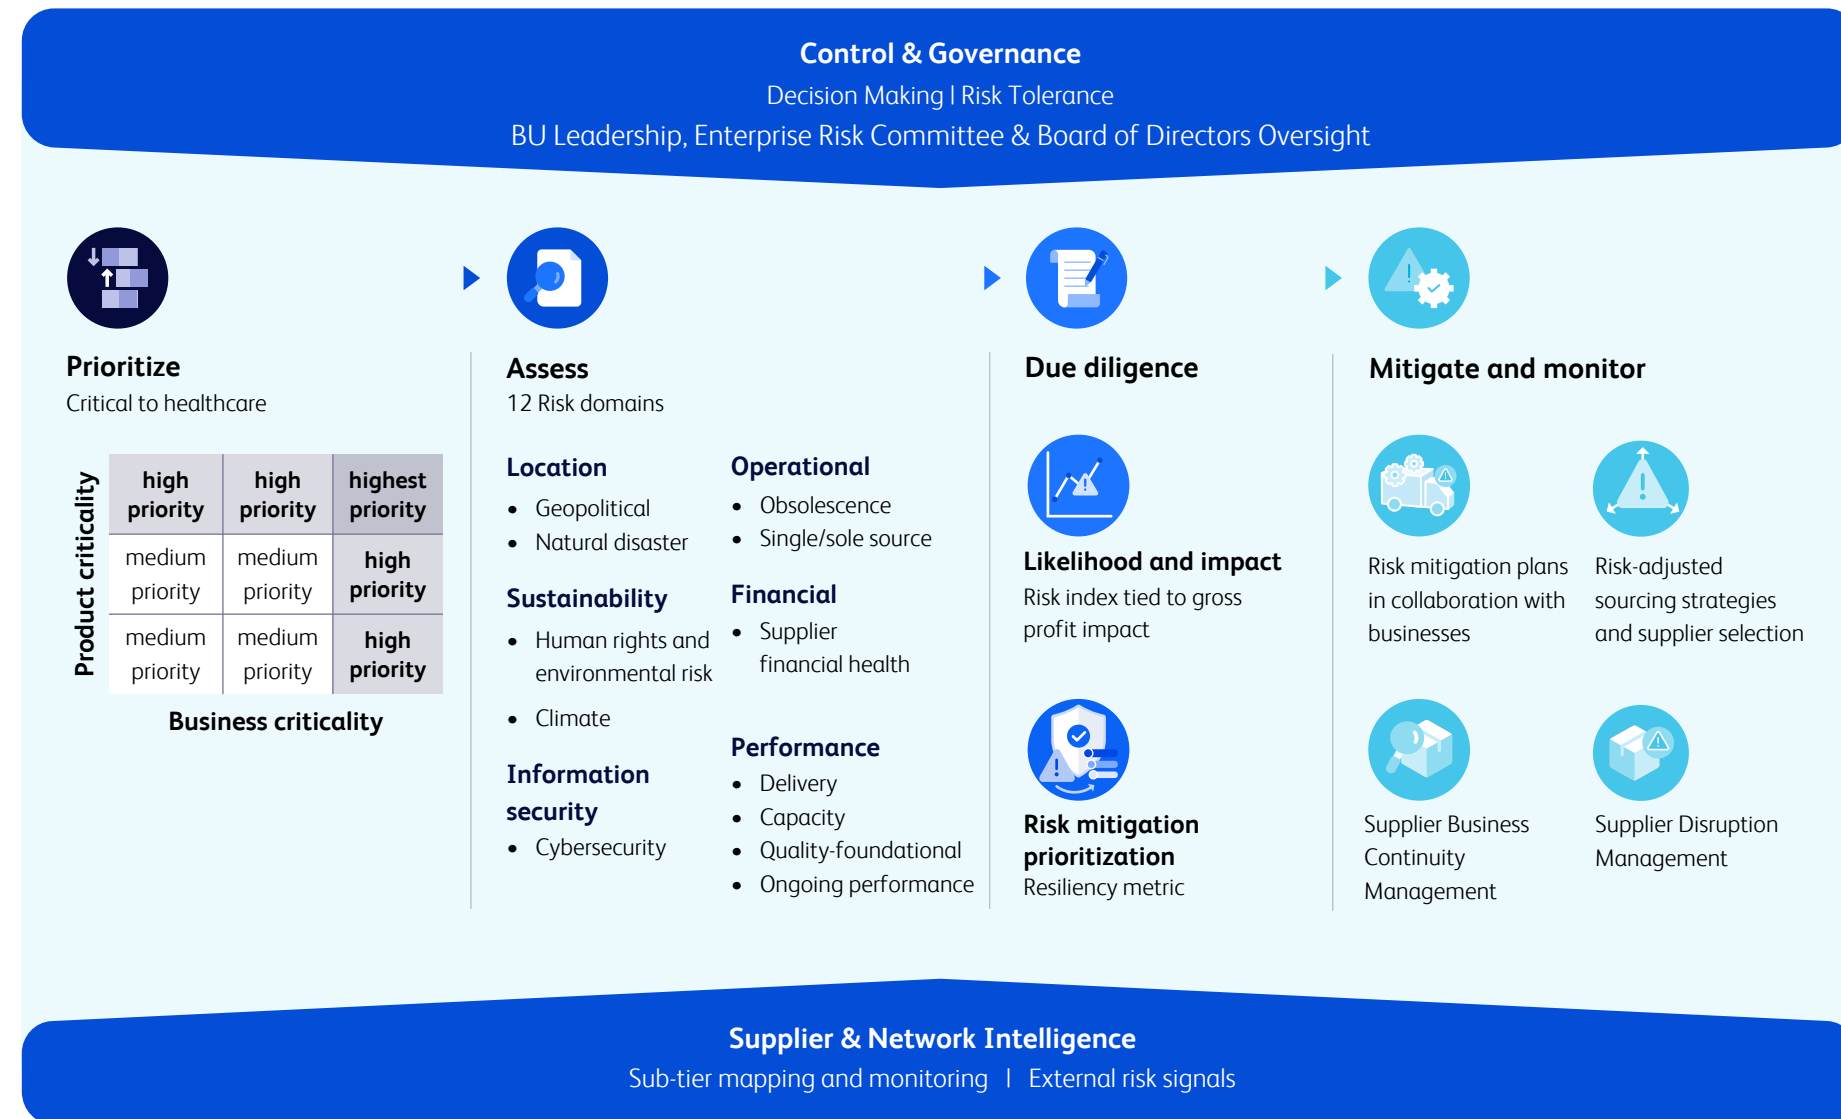 Control & Governance
Decision Making | Risk Tolerance
BU Leadership, Enterprise Risk Committee & Board of Directors Oversight
Prioritize
Critical to healthcare
Product criticality
high
priority
high
priority
highest
priority
medium
priority
medium
priority
high
priority
medium
priority
medium
priority
high
priority
Business criticality
Assess
12 Risk domains
Location
• Geopolitical
• Natural disaster
Sustainability
• Human rights and
environmental risk
• Climate
Information
security
• Cybersecurity
Operational
• Obsolescence
• Single/sole source
Financial
• Supplier
financial health
Performance
• Delivery
• Capacity
• Quality-foundational
• Ongoing performance
Due diligence
Likelihood and impact
Risk index tied to gross
profit impact
Risk mitigation
prioritization
Resiliency metric
Mitigate and monitor
Risk mitigation plans
in collaboration with
businesses
Risk-adjusted
sourcing strategies
and supplier selection
Supplier Business
Continuity
Management
Supplier Disruption
Management
Supplier & Network Intelligence
Sub-tier mapping and monitoring | External risk signals